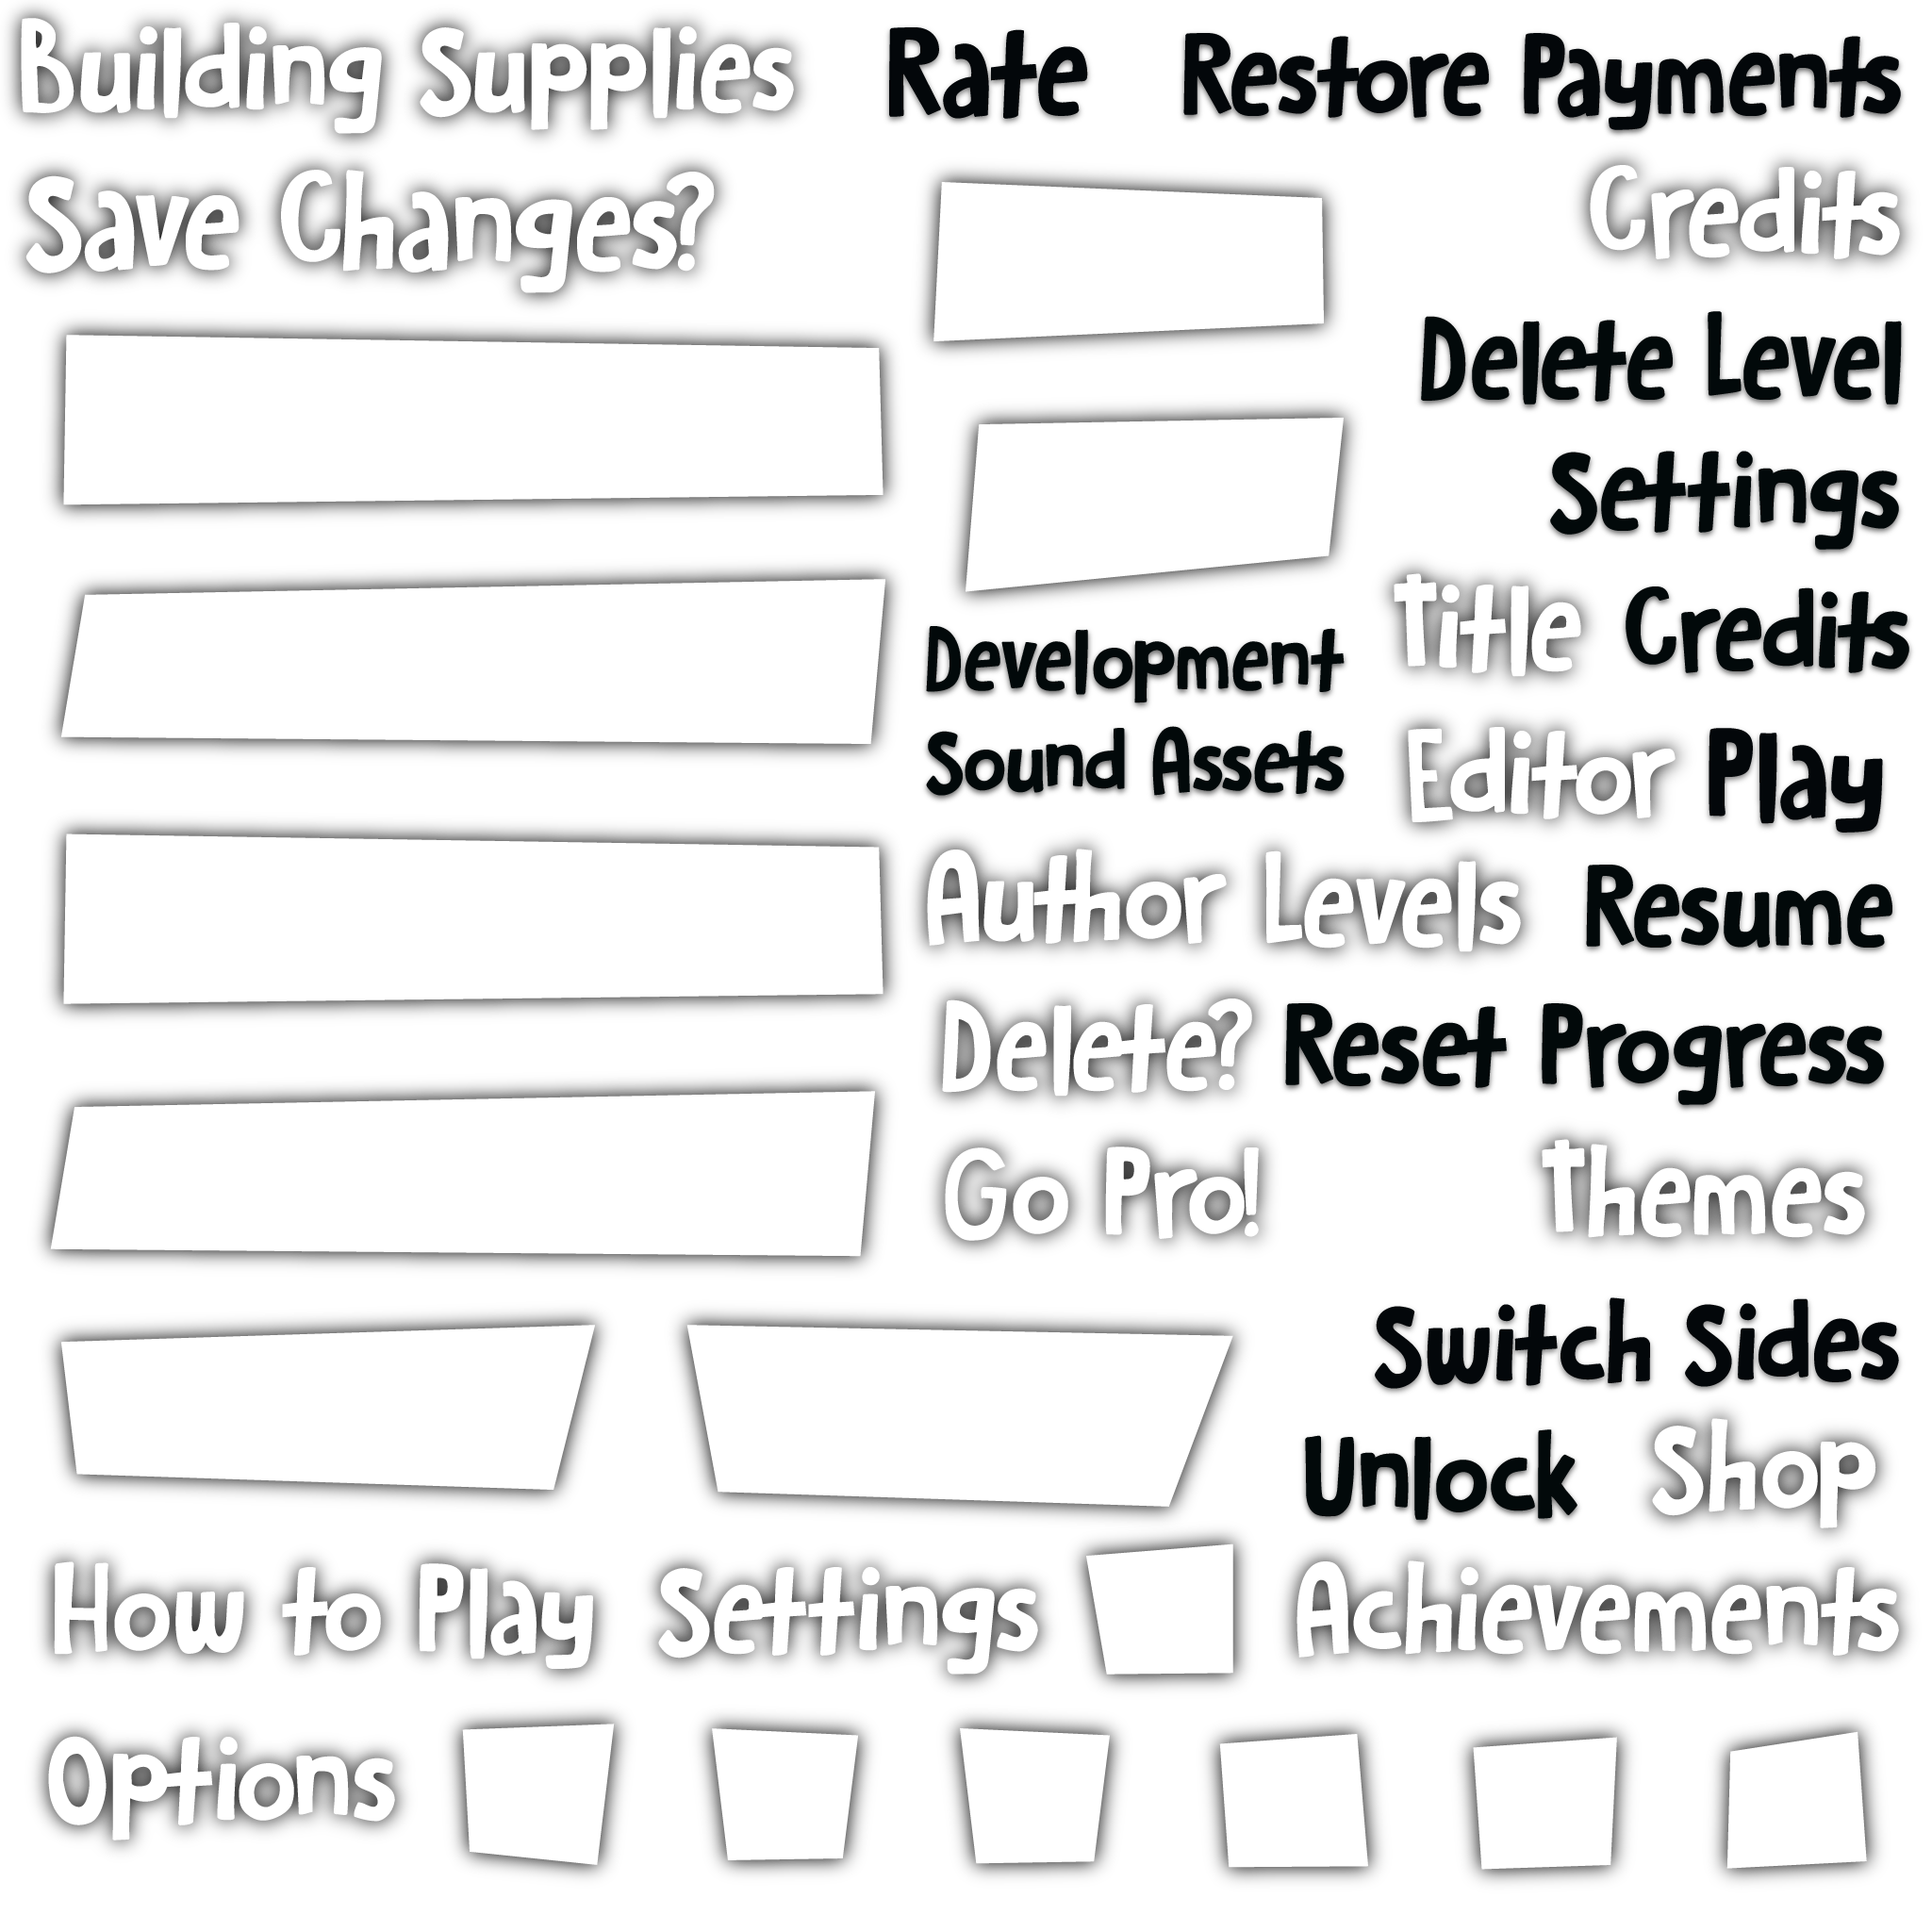 Building Supplies Rate Restore Payments
Save Changes? Credits
Delete Level
Settings
Title Credits
Development
Sound Assets Editor Play
Author Levels Resume
Delete? Reset Progress
Go Pro! Themes
Switch Sides
Unlock Shop
How to Play Settings Achievements
Options